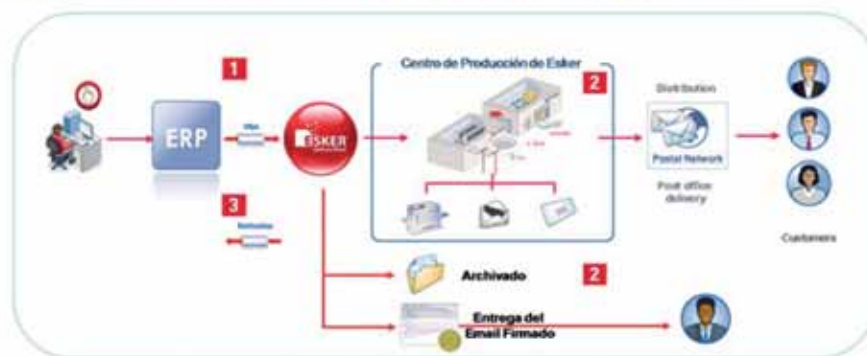 Centro de Producción de Esker
1
2
Distribution
ERP
ESKER
Postal Network
Post office
delivery
3
Customers
Archivado
2
Entrega del
Email Firmado